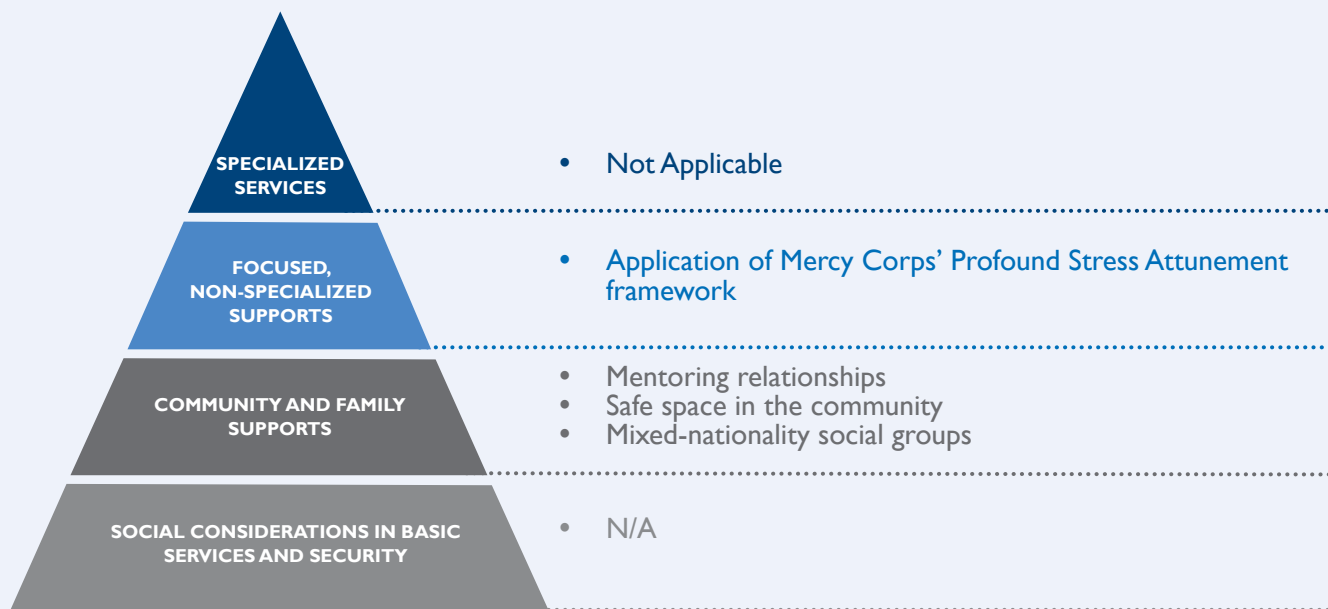 SPECIALIZED
SERVICES
• Not Applicable
FOCUSED,
NON-SPECIALIZED
SUPPORTS
• Application of Mercy Corps’ Profound Stress Attunement
framework
COMMUNITY AND FAMILY
SUPPORTS
• Mentoring relationships
• Safe space in the community
• Mixed-nationality social groups
SOCIAL CONSIDERATIONS IN BASIC
SERVICES AND SECURITY
• N/A